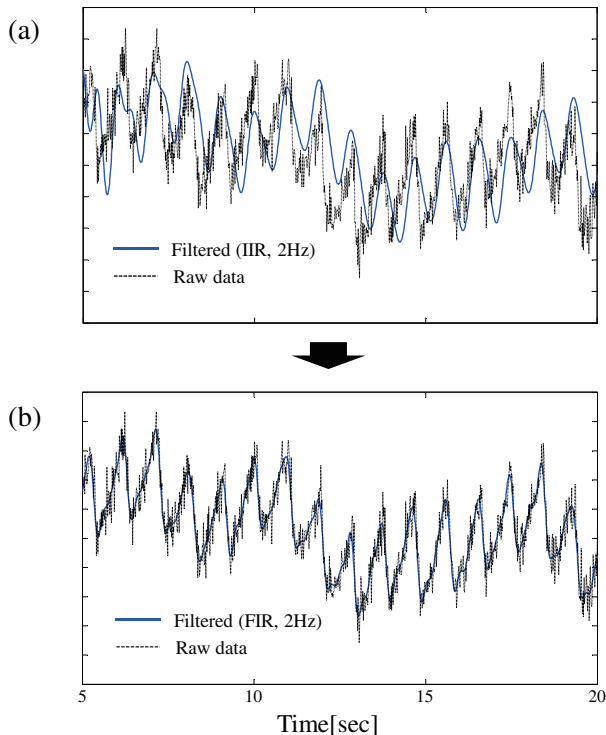 (a)
Filtered (IIR, 2Hz)
Raw data
(b)
Filtered (FIR, 2Hz)
Raw data
5 10 15 20
Time[sec]